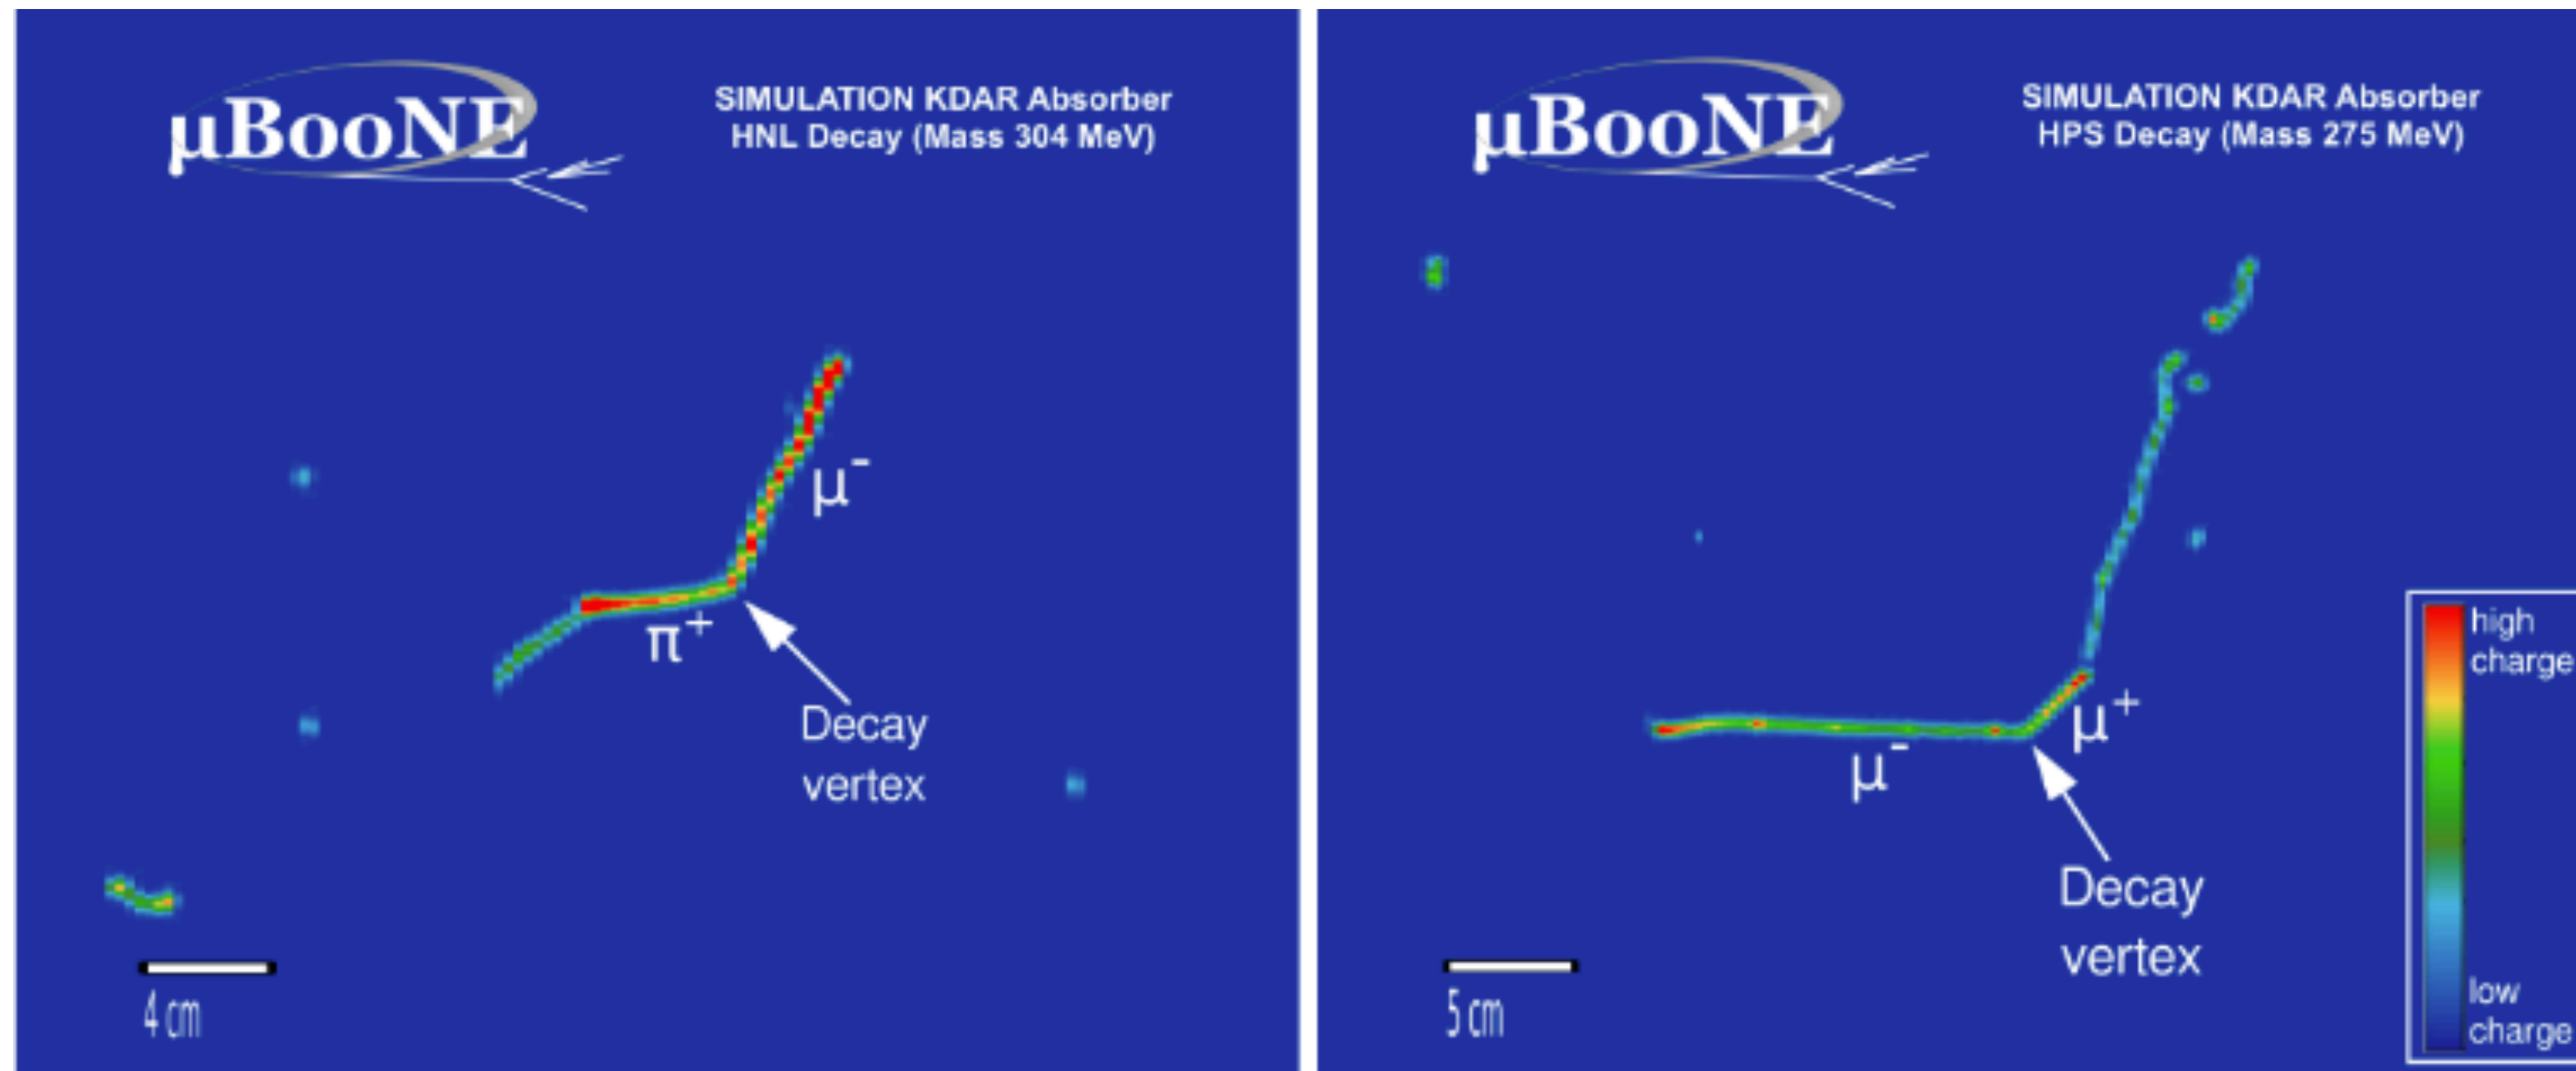 μBooNE
SIMULATION KDAR Absorber
HNL Decay (Mass 304 MeV)
μ⁻
π⁺
Decay
vertex
4 cm
μBooNE
SIMULATION KDAR Absorber
HPS Decay (Mass 275 MeV)
μ⁺
μ⁻
Decay
vertex
5 cm
high
charge
low
charge